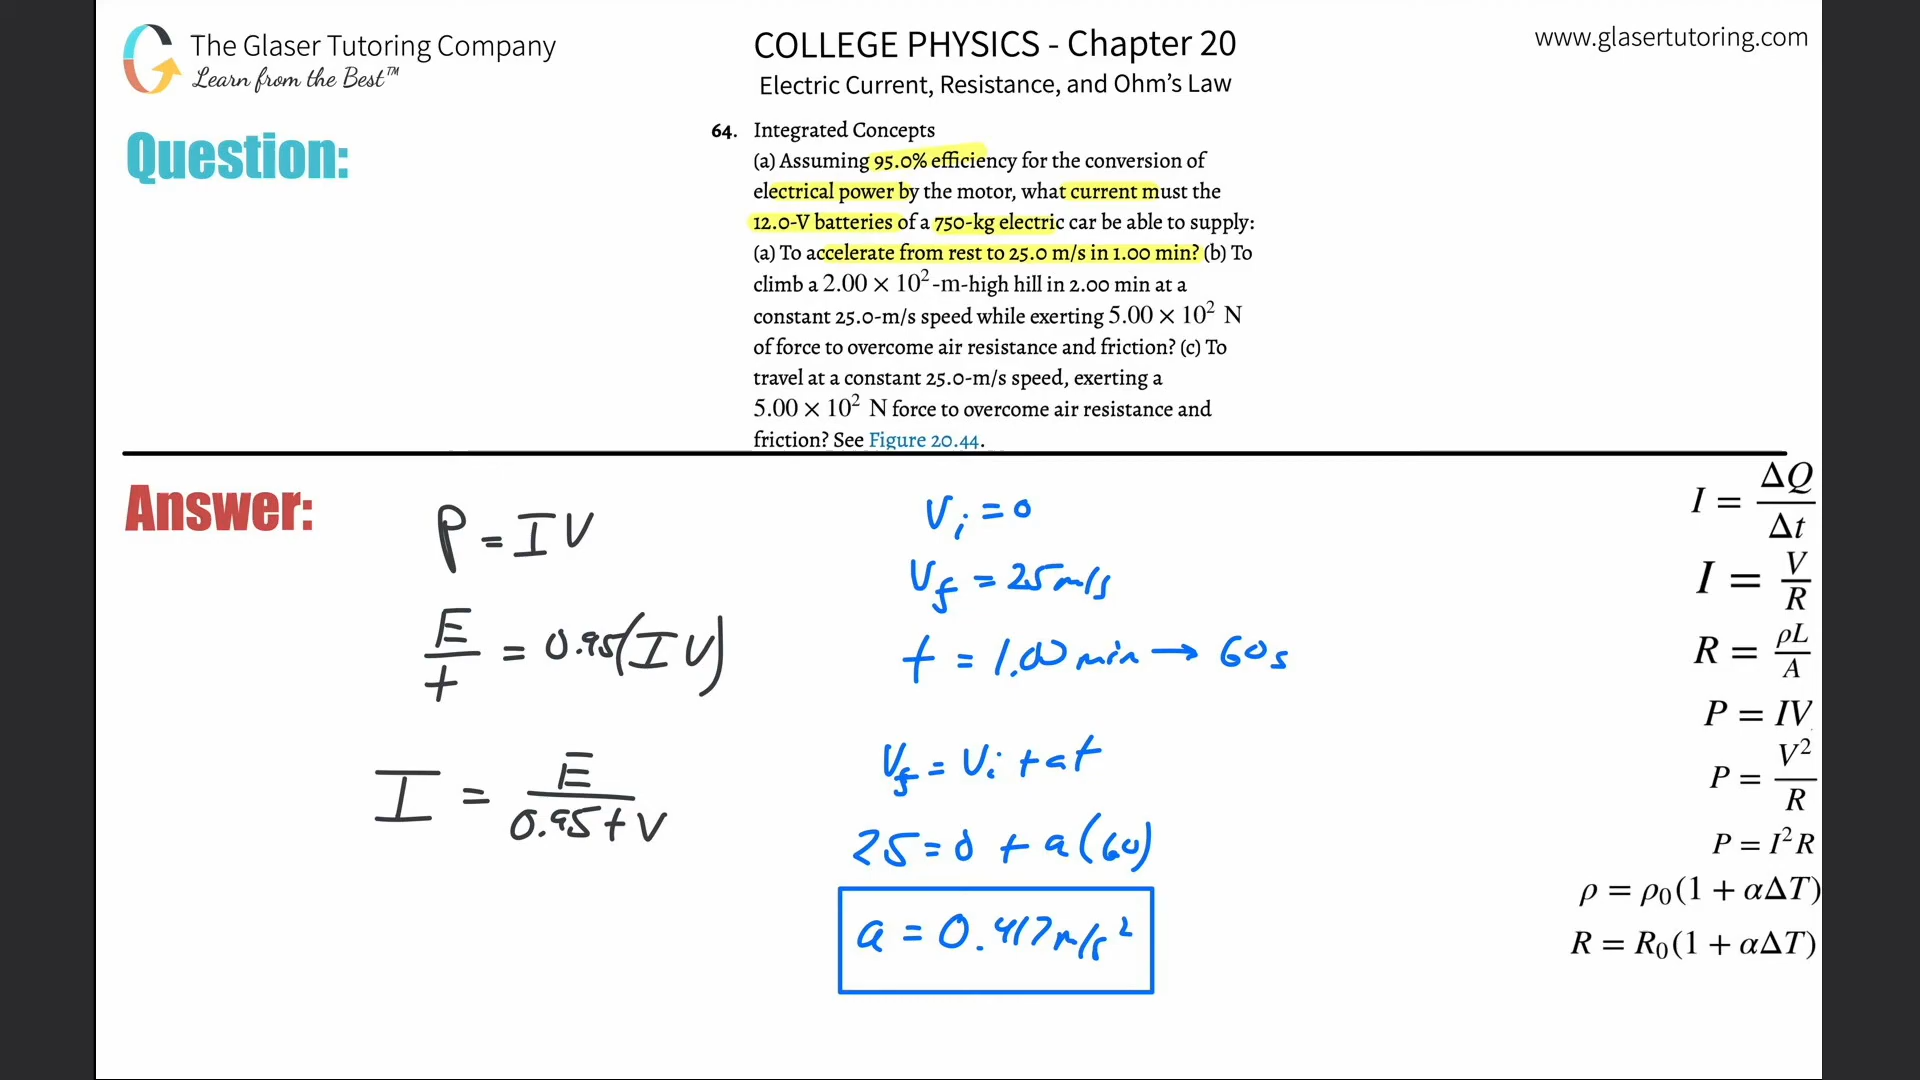 The Glaser Tutoring Company
Learn from the Best™
COLLEGE PHYSICS - Chapter 20
Electric Current, Resistance, and Ohm's Law
www.glasertutoring.com
Question:
64. Integrated Concepts
(a) Assuming 95.0% efficiency for the conversion of
electrical power by the motor, what current must the
12.0-V batteries of a 750-kg electric car be able to supply:
(a) To accelerate from rest to 25.0 m/s in 1.00 min? (b) To
climb a 2.00 × 10² -m-high hill in 2.00 min at a
constant 25.0-m/s speed while exerting 5.00 × 10² N
of force to overcome air resistance and friction? (c) To
travel at a constant 25.0-m/s speed, exerting a
5.00 × 10² N force to overcome air resistance and
friction? See Figure 20.44.
Answer:
P = IV
E/t = 0.95(IV)
I = E/0.95tV
Vi = 0
Vf = 25 m/s
t = 1.00 min → 60s
Vf = Vi + at
25 = 0 + a(60)
a = 0.417 m/s²
I = ΔQ/Δt
I = V/R
R = ρL/A
P = IV
P = V²/R
P = I²R
ρ = ρ₀(1 + αΔT)
R = R₀(1 + αΔT)